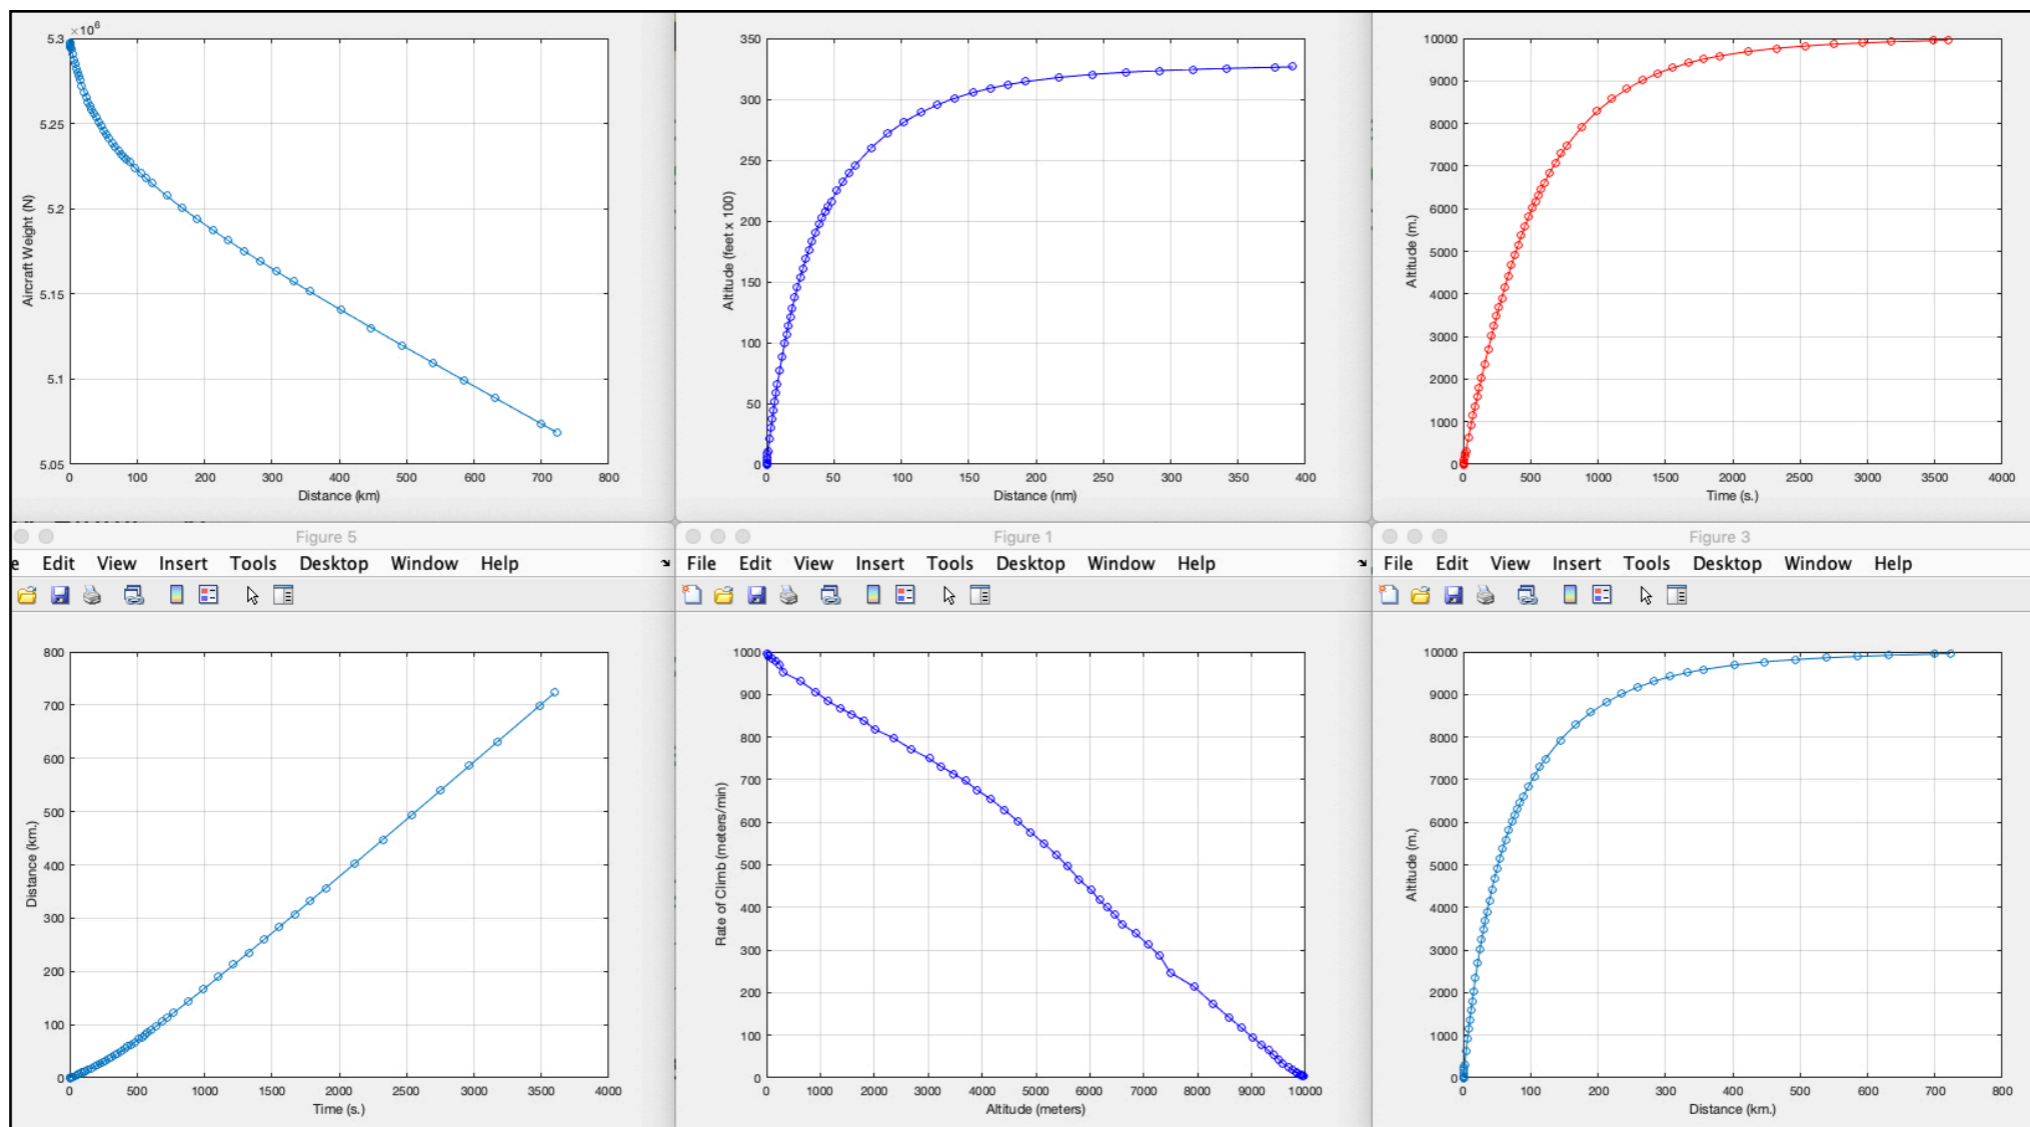 ×10⁶
5.3
5.25
5.2
5.15
5.1
5.05
Aircraft Weight (N)
0 100 200 300 400 500 600 700 800
Distance (km)
350
300
250
200
150
100
50
0
Altitude (feet x 100)
0 50 100 150 200 250 300 350 400
Distance (nm)
10000
9000
8000
7000
6000
5000
4000
3000
2000
1000
0
Altitude (m.)
0 500 1000 1500 2000 2500 3000 3500 4000
Time (s.)
Figure 5
e Edit View Insert Tools Desktop Window Help
800
700
600
500
400
300
200
100
0
Distance (km.)
0 500 1000 1500 2000 2500 3000 3500 4000
Time (s.)
Figure 1
File Edit View Insert Tools Desktop Window Help
1000
900
800
700
600
500
400
300
200
100
0
Rate of Climb (meters/min)
0 1000 2000 3000 4000 5000 6000 7000 8000 9000 10000
Altitude (meters)
Figure 3
File Edit View Insert Tools Desktop Window Help
10000
9000
8000
7000
6000
5000
4000
3000
2000
1000
0
Altitude (m.)
0 100 200 300 400 500 600 700 800
Distance (km.)